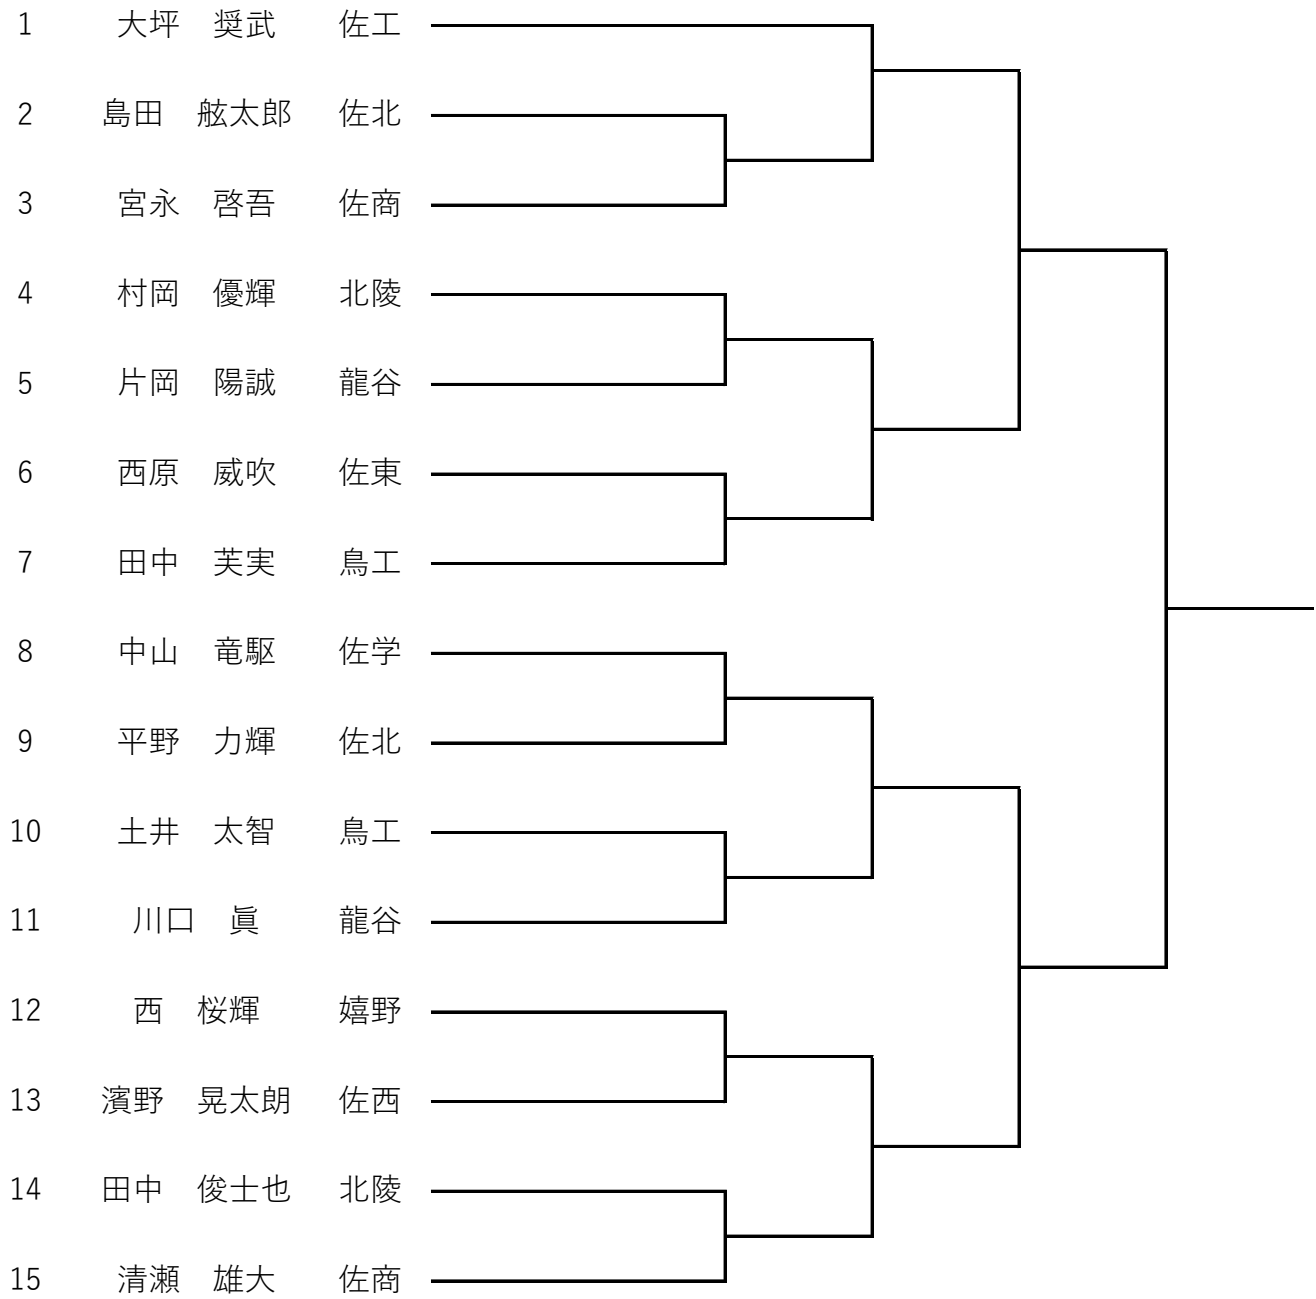 1 大坪 奨武 佐工
2 島田 舷太郎 佐北
3 宮永 啓吾 佐商
4 村岡 優輝 北陵
5 片岡 陽誠 龍谷
6 西原 威吹 佐東
7 田中 芙実 鳥工
8 中山 竜駆 佐学
9 平野 力輝 佐北
10 土井 太智 鳥工
11 川口 眞 龍谷
12 西 桜輝 嬉野
13 濱野 晃太朗 佐西
14 田中 俊士也 北陵
15 清瀬 雄大 佐商